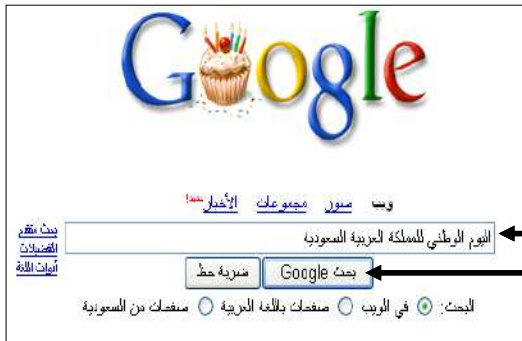 Google
ويب صور مجموعات الأخبار جديد!
بحث متقدم
التفضيلات
أدوات اللغة
اليوم الوطني للمملكة العربية السعودية
بحث Google ضربة حظ
البحث: في الويب صفحات باللغة العربية صفحات من السعودية